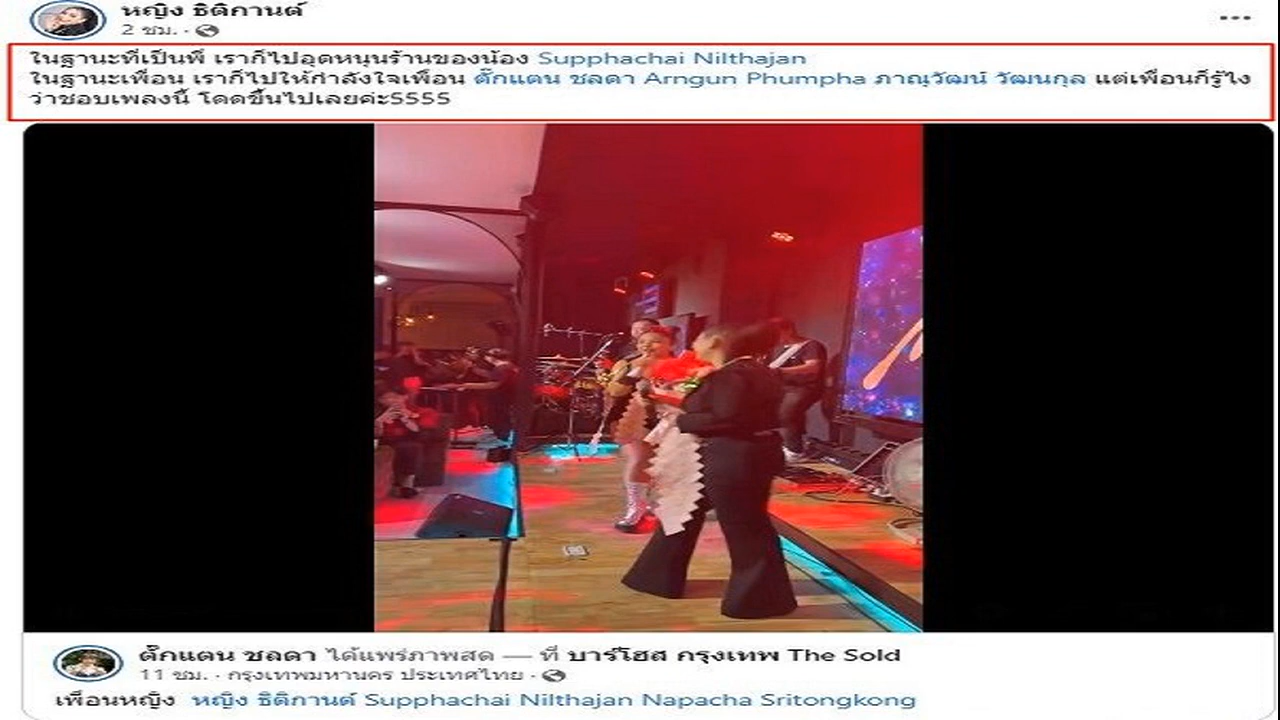 หญิง ธิติกานต์
2 ชม. ·
ในฐานะที่เป็นพี่ เราก็ไปอุดหนุนร้านของน้อง Supphachai Nilthajan
ในฐานะเพื่อน เราก็ไปให้กำลังใจเพื่อน ตั๊กแตน ชลดา Arngun Phumpha ภาณุวัฒน์ วัฒนกุล แต่เพื่อนก็รู้ไง
ว่าชอบเพลงนี้ โดดขึ้นไปเลยค่ะ5555
ตั๊กแตน ชลดา ได้แพร่ภาพสด — ที่ บาร์โฮส กรุงเทพ The Sold
11 ชม. · กรุงเทพมหานคร ประเทศไทย ·
เพื่อนหญิง หญิง ธิติกานต์ Supphachai Nilthajan Napacha Sritongkong